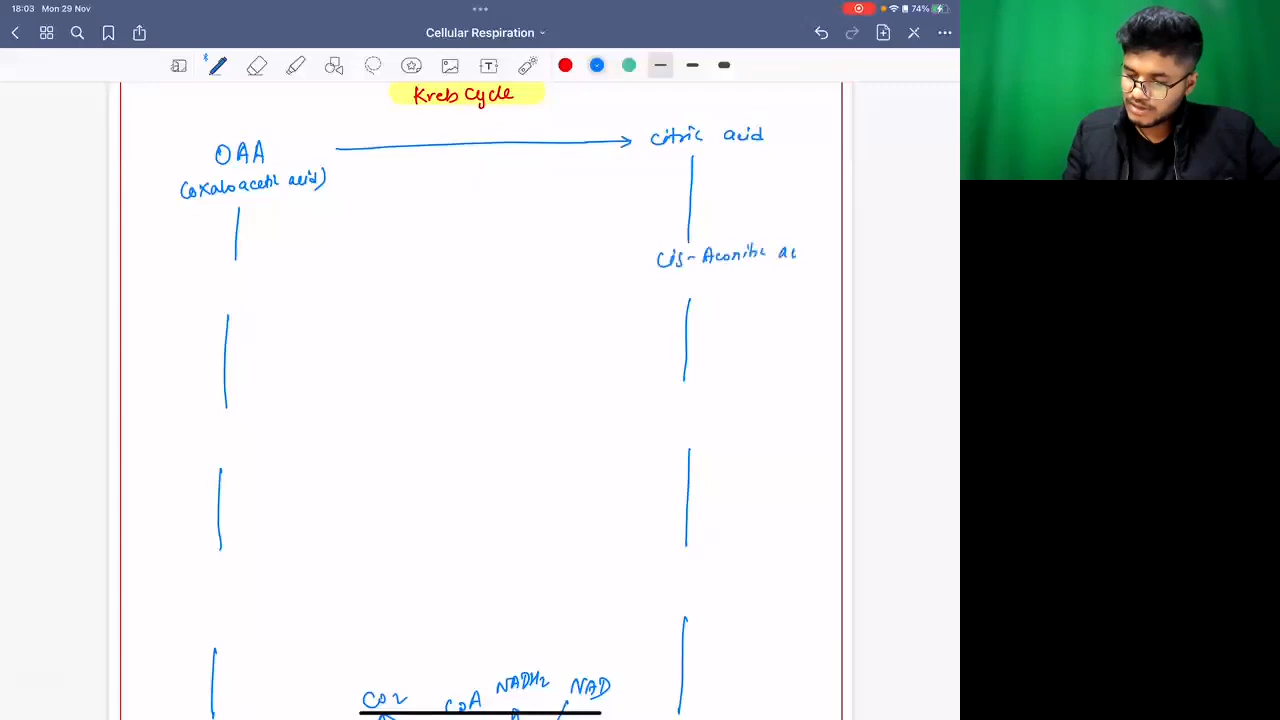 18:03 Mon 29 Nov
74%
Cellular Respiration
T
Kreb Cycle
OAA
citric acid
(oxaloacetic acid)
cis-Aconitic ac
NADH2
NAD
CO2
CoA